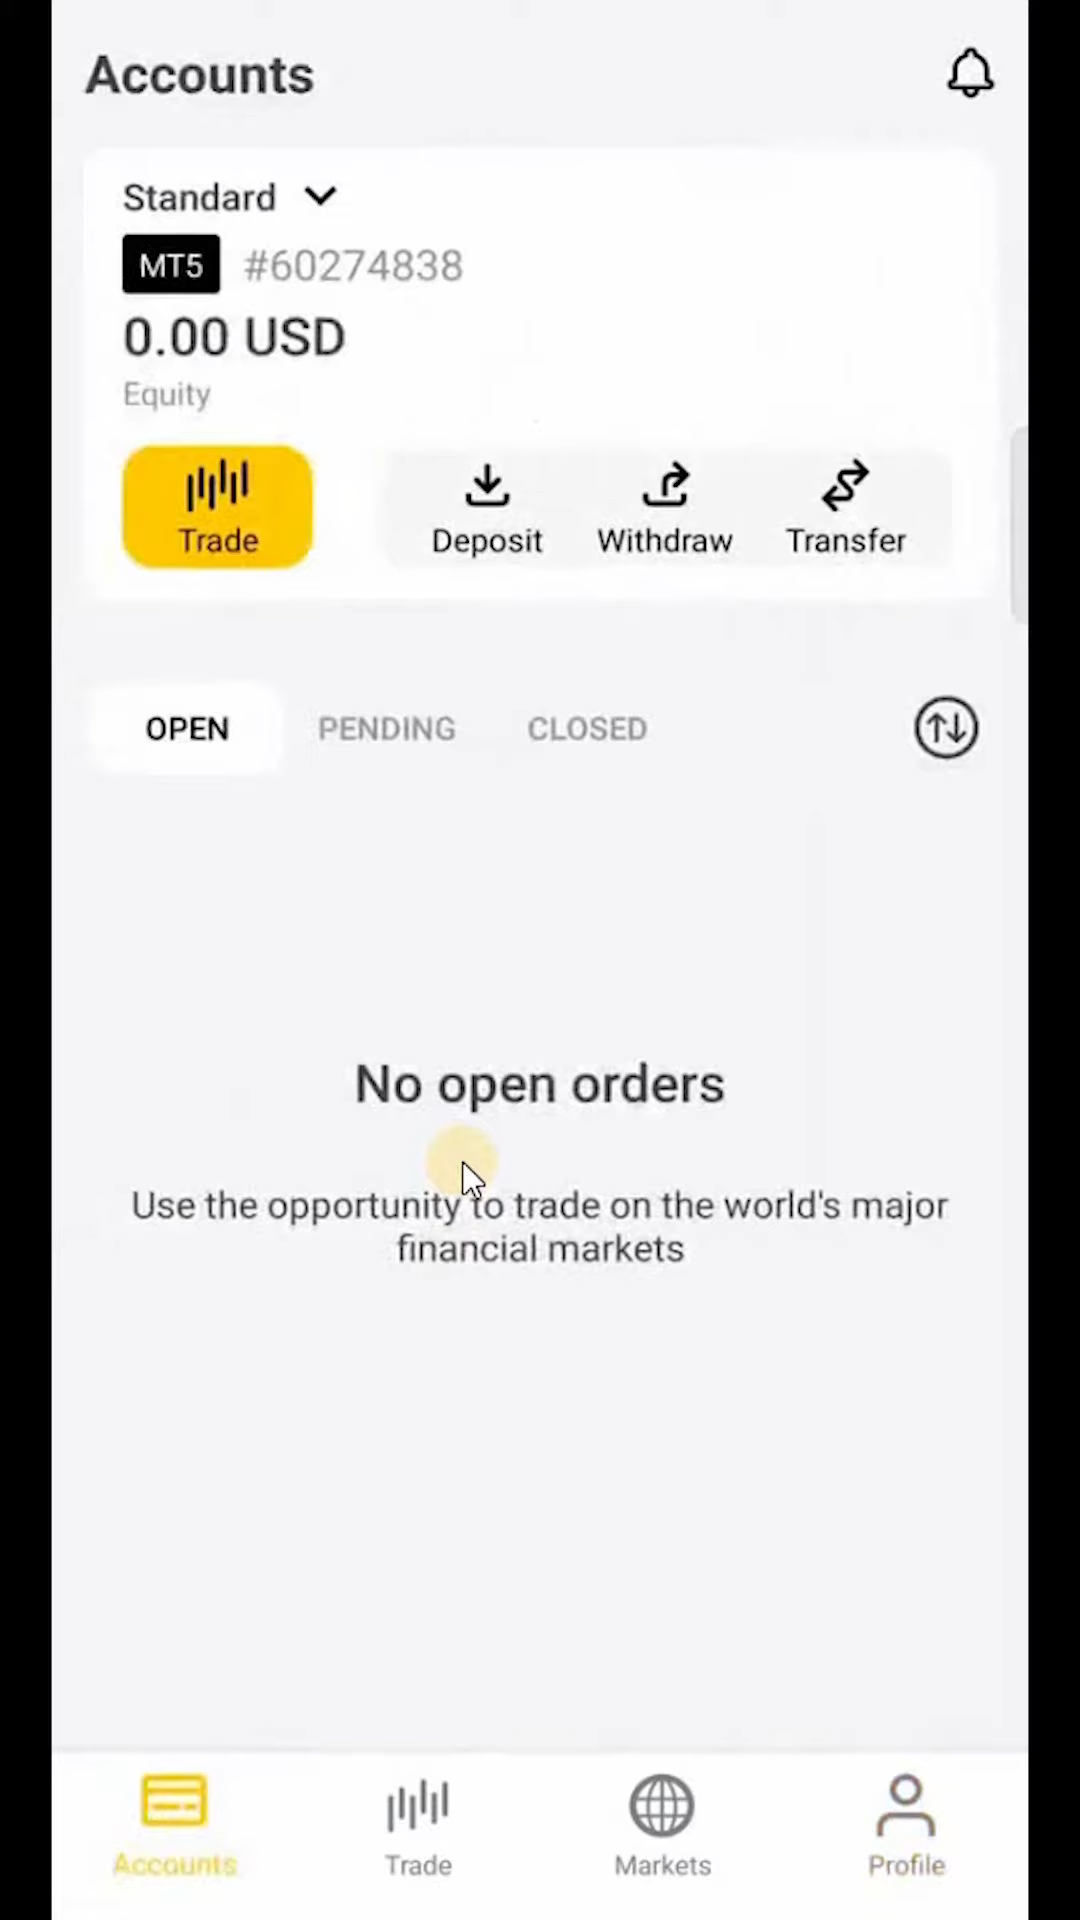 Accounts
Standard
MT5 #60274838
0.00 USD
Equity
Trade
Deposit
Withdraw
Transfer
OPEN
PENDING
CLOSED
No open orders
Use the opportunity to trade on the world's major
financial markets
Accounts
Trade
Markets
Profile